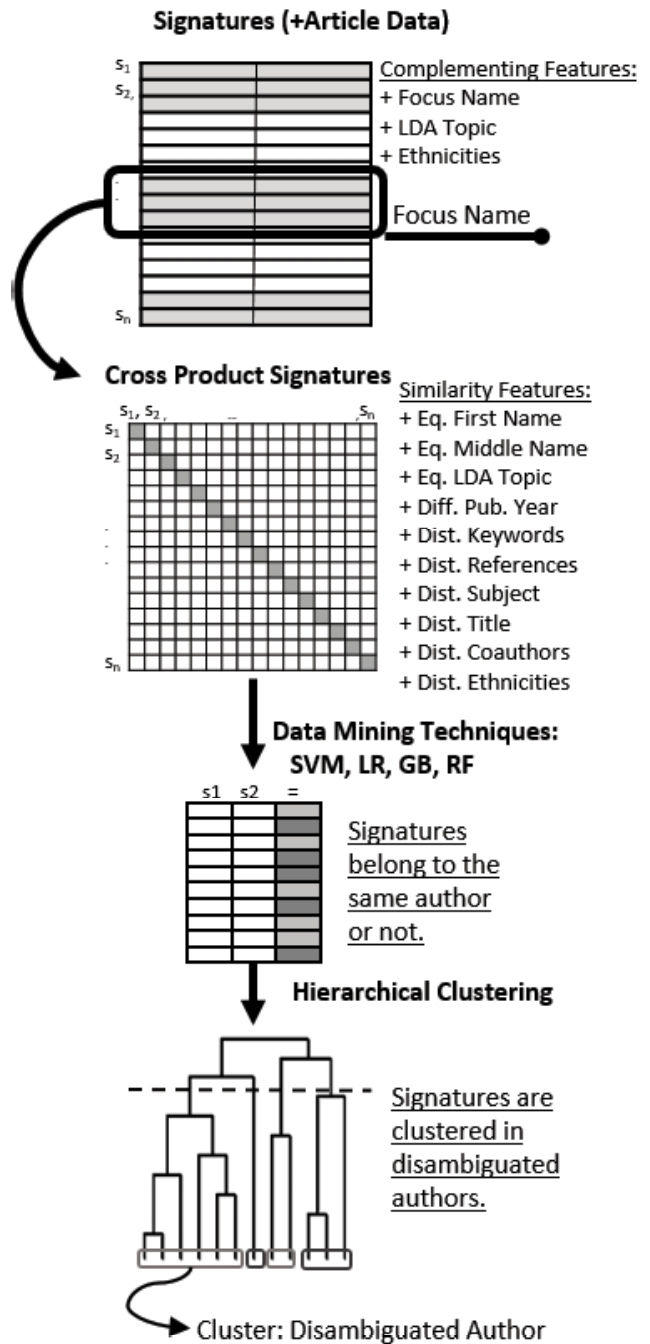 Signatures (+Article Data)
s1
s2,
sn
Complementing Features:
+ Focus Name
+ LDA Topic
+ Ethnicities
Focus Name
Cross Product Signatures
s1, s2, ... ,sn
s1
s2
sn
Similarity Features:
+ Eq. First Name
+ Eq. Middle Name
+ Eq. LDA Topic
+ Diff. Pub. Year
+ Dist. Keywords
+ Dist. References
+ Dist. Subject
+ Dist. Title
+ Dist. Coauthors
+ Dist. Ethnicities
Data Mining Techniques:
SVM, LR, GB, RF
s1 s2 =
Signatures
belong to the
same author
or not.
Hierarchical Clustering
Signatures are
clustered in
disambiguated
authors.
Cluster: Disambiguated Author